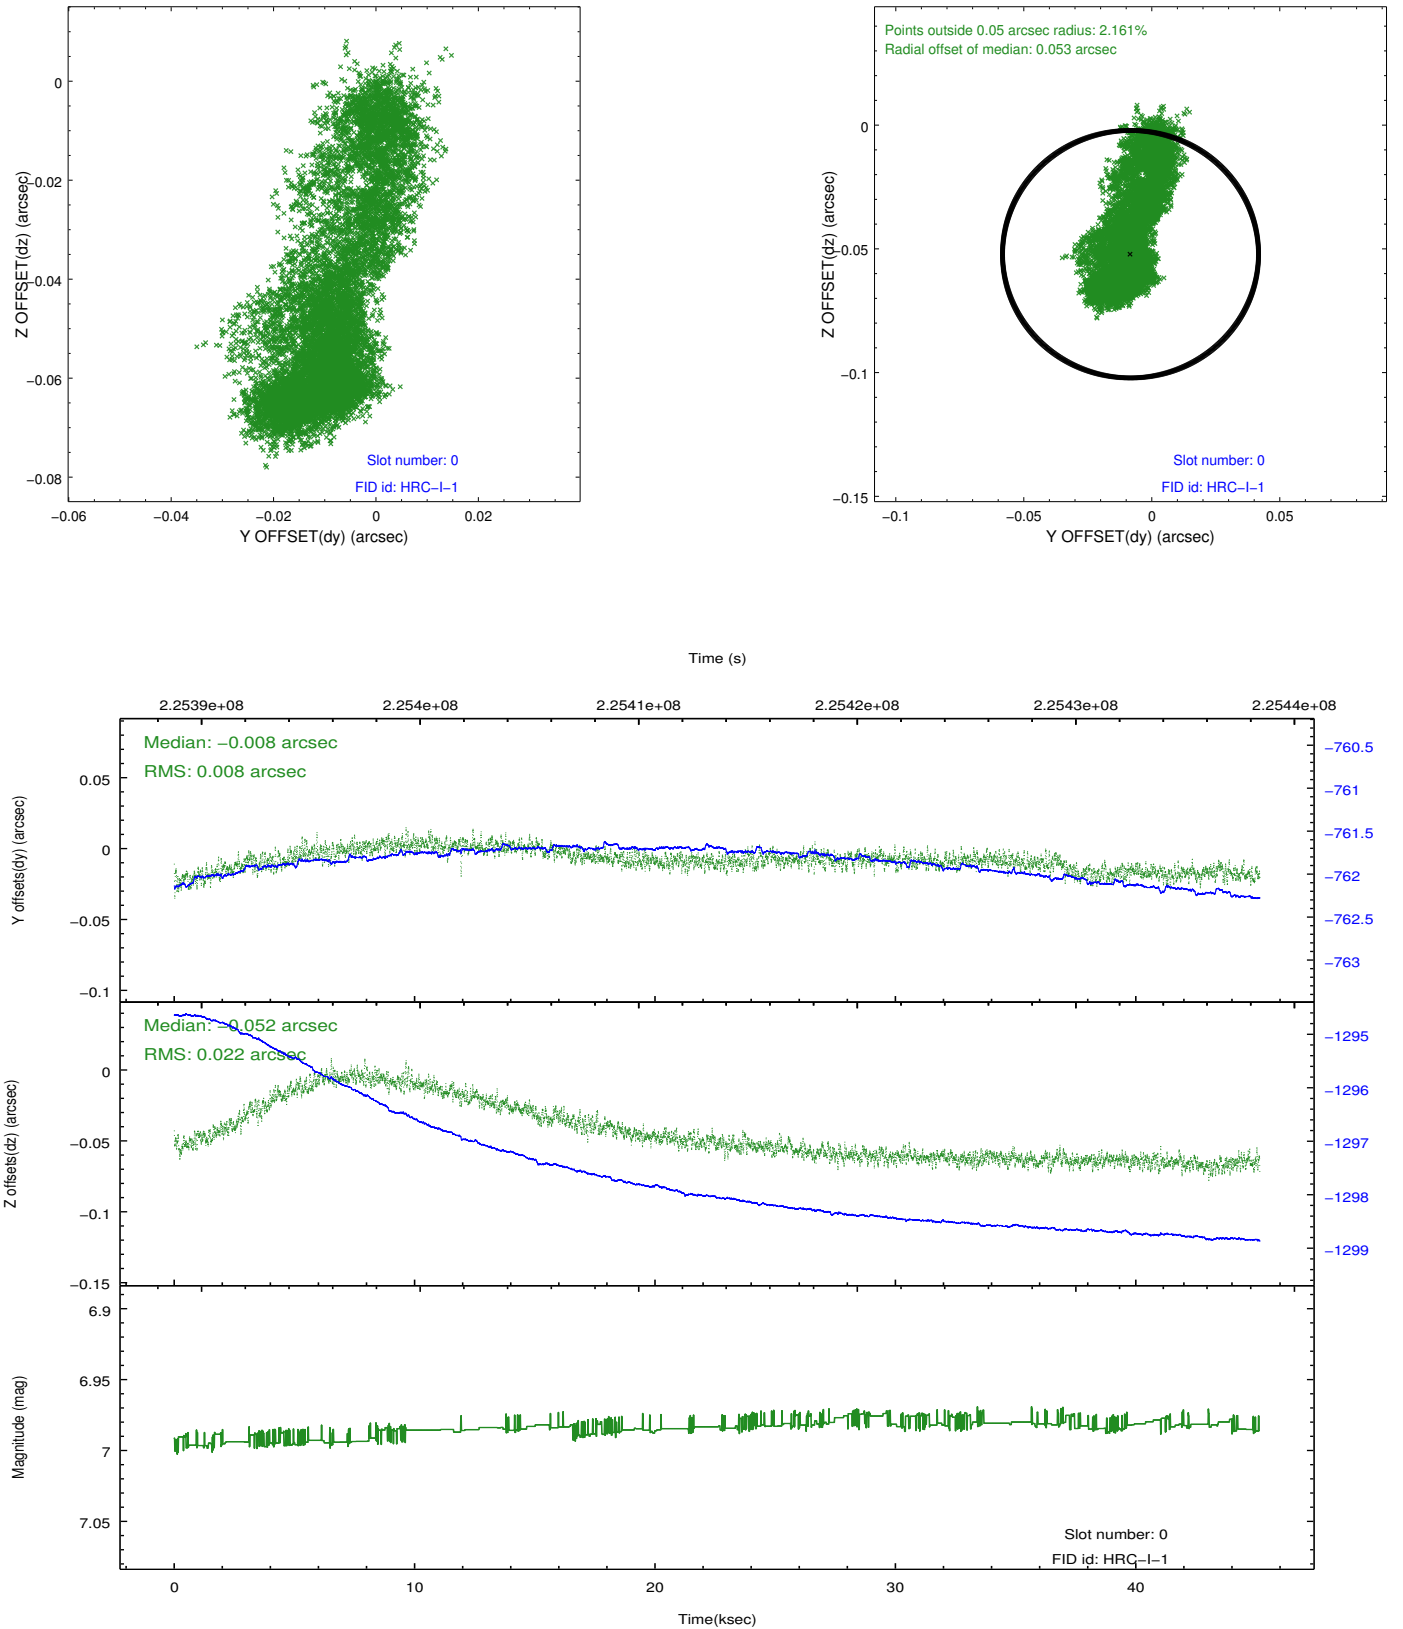 Z OFFSET(dz) (arcsec)
0
−0.02
−0.04
−0.06
−0.08
Slot number: 0
FID id: HRC−I−1
−0.06
−0.04
−0.02
0
0.02
Y OFFSET(dy) (arcsec)
Points outside 0.05 arcsec radius: 2.161%
Radial offset of median: 0.053 arcsec
Z OFFSET(dz) (arcsec)
0
−0.05
−0.1
−0.15
Slot number: 0
FID id: HRC−I−1
−0.1
−0.05
0
0.05
Y OFFSET(dy) (arcsec)
Time (s)
2.2539e+08
2.254e+08
2.2541e+08
2.2542e+08
2.2543e+08
2.2544e+08
Median: −0.008 arcsec
RMS: 0.008 arcsec
Y offsets(dy) (arcsec)
0.05
0
−0.05
−0.1
−760.5
−761
−761.5
−762
−762.5
−763
Median: −0.052 arcsec
RMS: 0.022 arcsec
Z offsets(dz) (arcsec)
0
−0.05
−0.1
−0.15
−1295
−1296
−1297
−1298
−1299
Magnitude (mag)
6.9
6.95
7
7.05
Slot number: 0
FID id: HRC−I−1
0
10
20
30
40
Time(ksec)